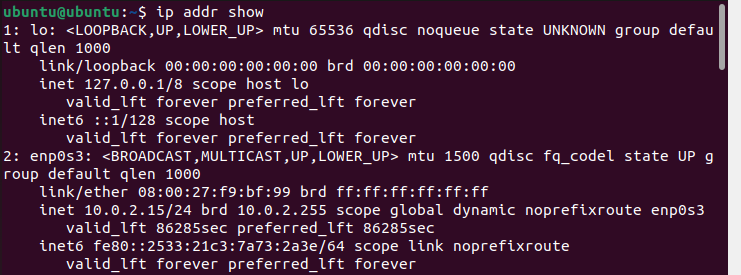 ubuntu@ubuntu:~$ ip addr show
1: lo: <LOOPBACK,UP,LOWER_UP> mtu 65536 qdisc noqueue state UNKNOWN group defau
lt qlen 1000
    link/loopback 00:00:00:00:00:00 brd 00:00:00:00:00:00
    inet 127.0.0.1/8 scope host lo
       valid_lft forever preferred_lft forever
    inet6 ::1/128 scope host
       valid_lft forever preferred_lft forever
2: enp0s3: <BROADCAST,MULTICAST,UP,LOWER_UP> mtu 1500 qdisc fq_codel state UP g
roup default qlen 1000
    link/ether 08:00:27:f9:bf:99 brd ff:ff:ff:ff:ff:ff
    inet 10.0.2.15/24 brd 10.0.2.255 scope global dynamic noprefixroute enp0s3
       valid_lft 86285sec preferred_lft 86285sec
    inet6 fe80::2533:21c3:7a73:2a3e/64 scope link noprefixroute
       valid_lft forever preferred_lft forever